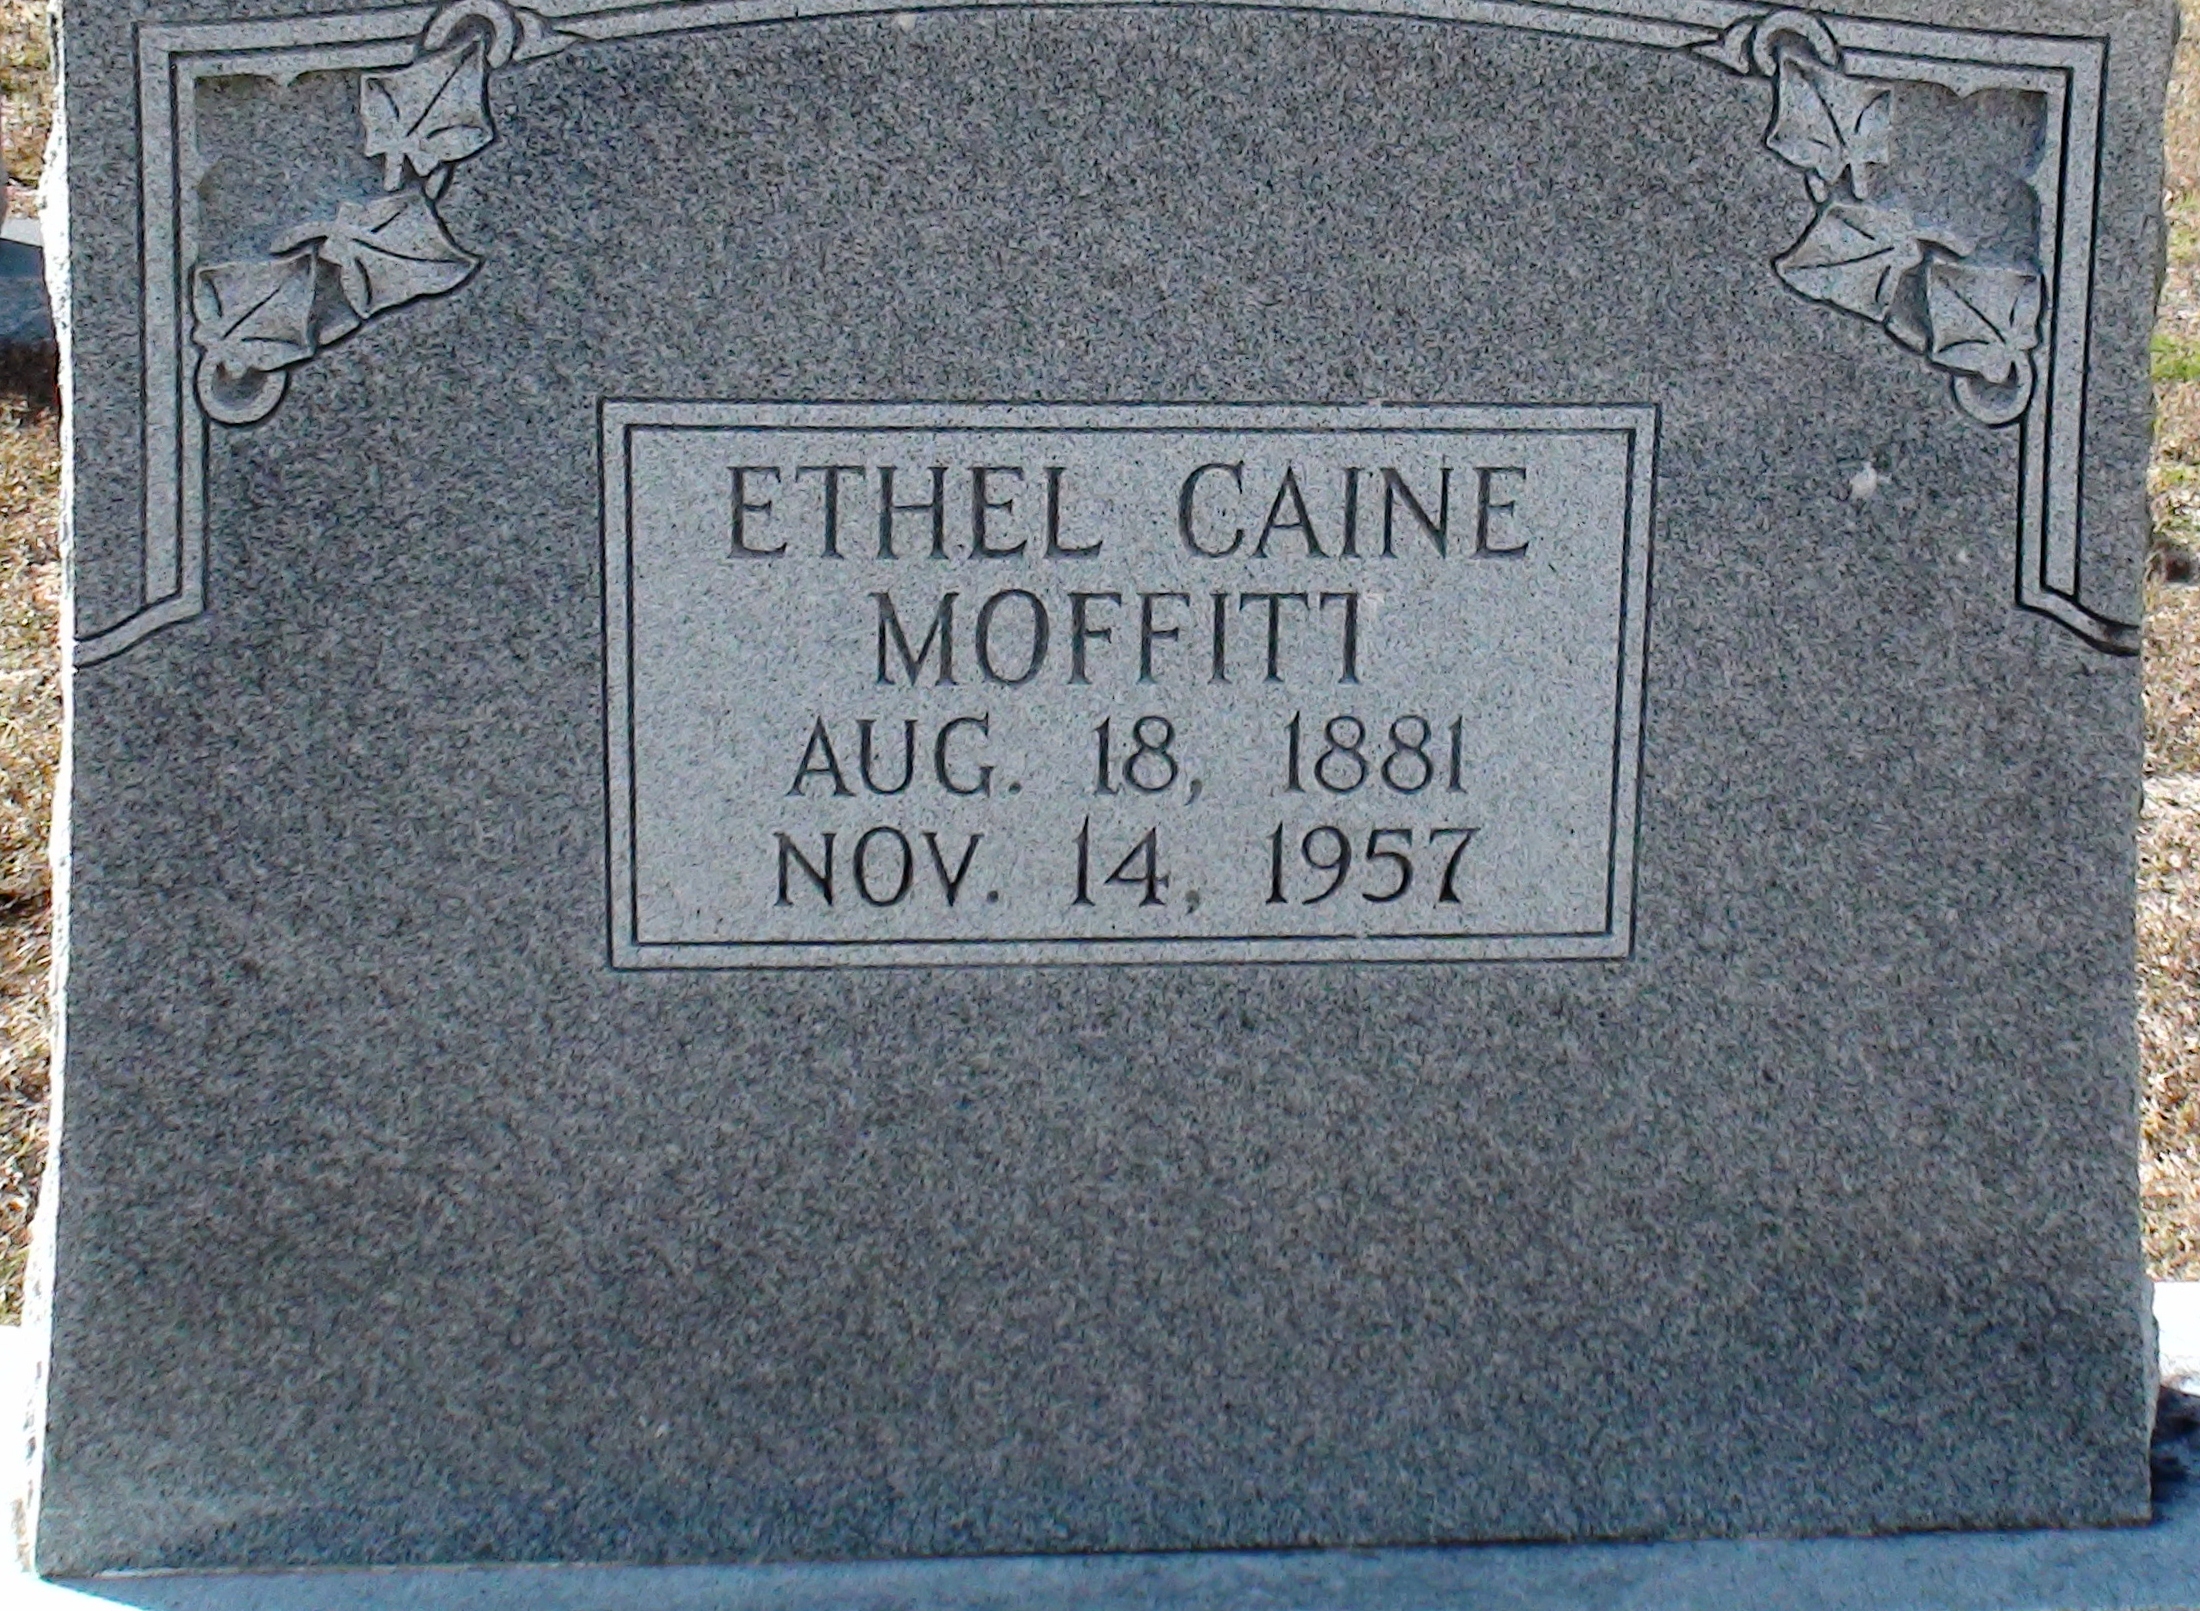 ETHEL CAINE
MOFFITT
AUG. 18, 1881
NOV. 14, 1957